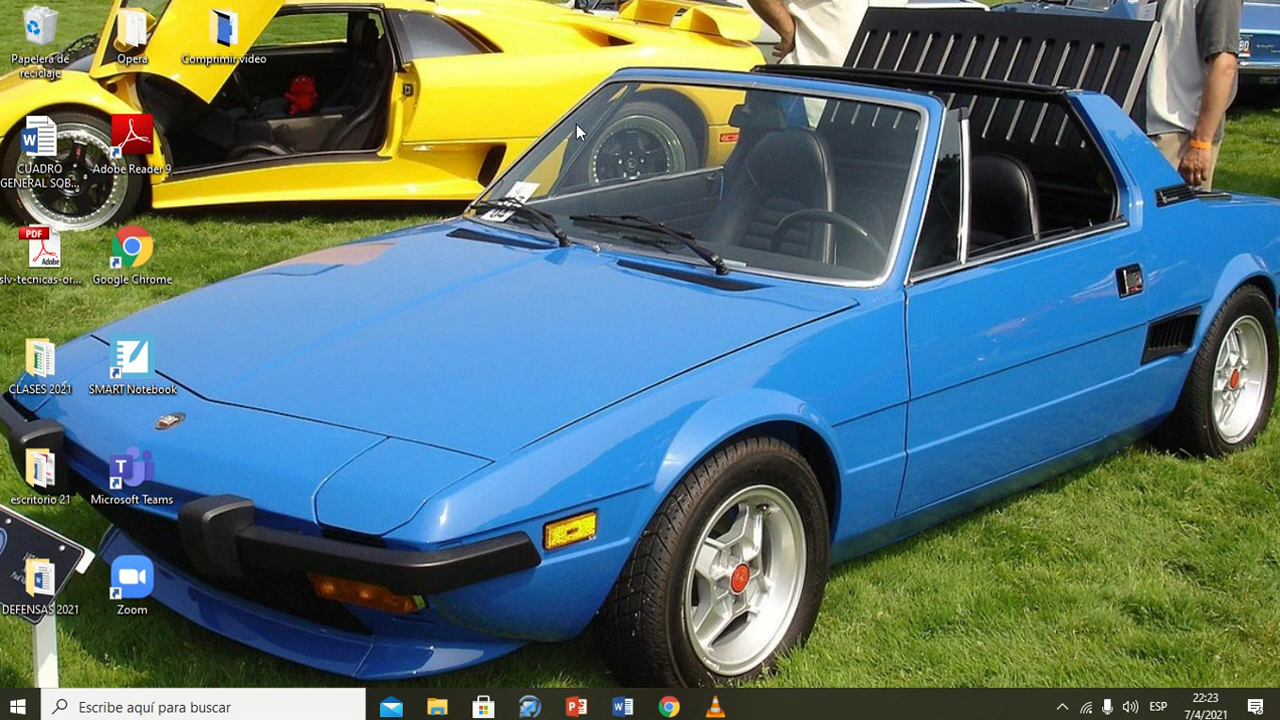 Papelera de
reciclaje
Opera
Comprimir video
CUADRO
GENERAL SQB...
Adobe Reader 9
PDF
Adobe
slv-tecnicas-or...
Google Chrome
CLASES 2021
SMART Notebook
escritorio 21
Microsoft Teams
DEFENSAS 2021
Zoom
Escribe aquí para buscar
ESP
22:23
7/4/2021